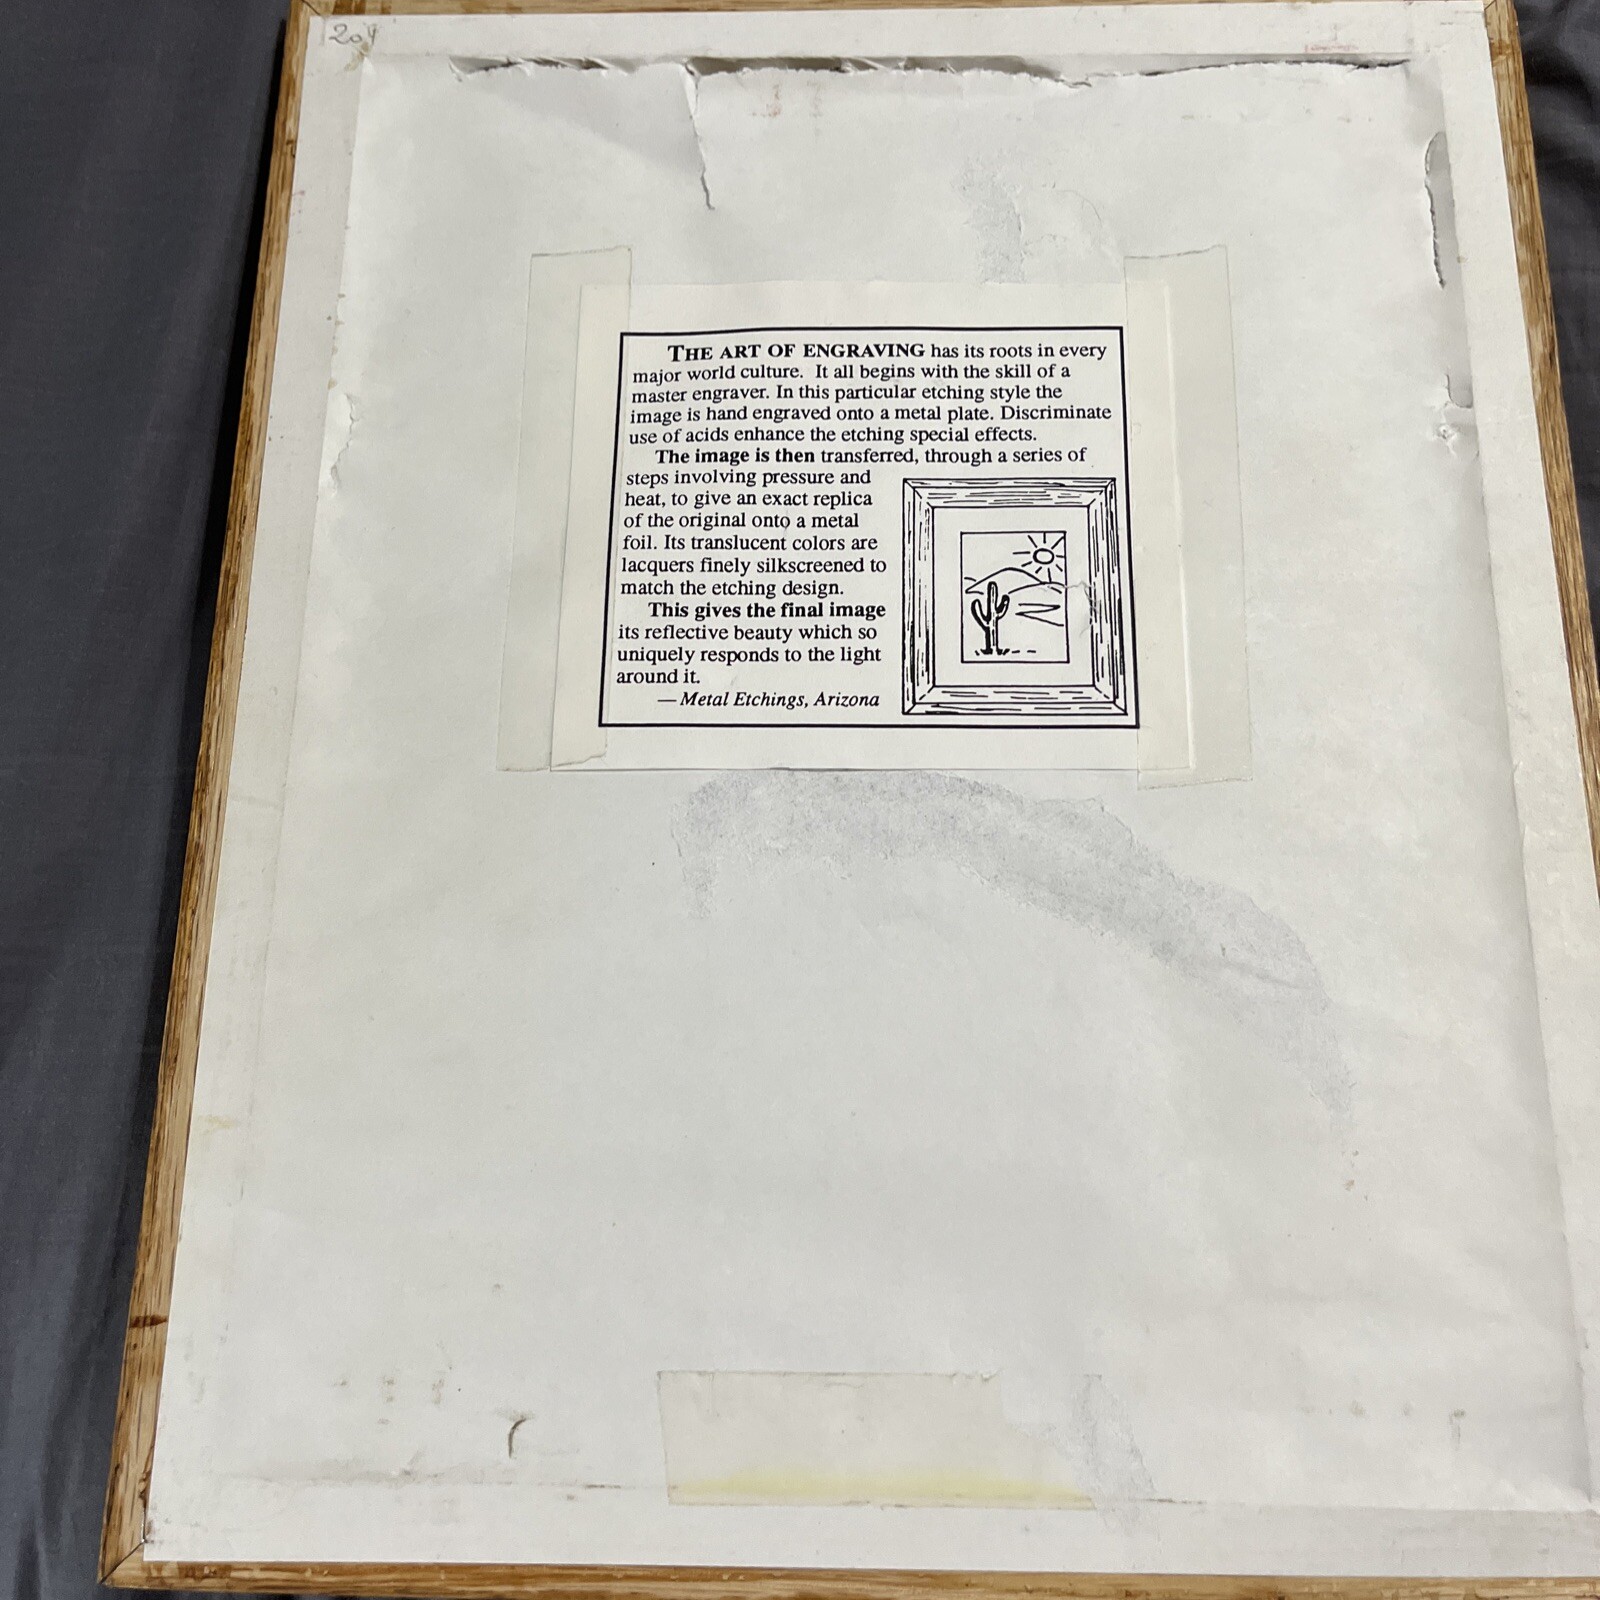 204
THE ART OF ENGRAVING has its roots in every
major world culture. It all begins with the skill of a
master engraver. In this particular etching style the
image is hand engraved onto a metal plate. Discriminate
use of acids enhance the etching special effects.
The image is then transferred, through a series of
steps involving pressure and
heat, to give an exact replica
of the original onto a metal
foil. Its translucent colors are
lacquers finely silkscreened to
match the etching design.
This gives the final image
its reflective beauty which so
uniquely responds to the light
around it.
— Metal Etchings, Arizona